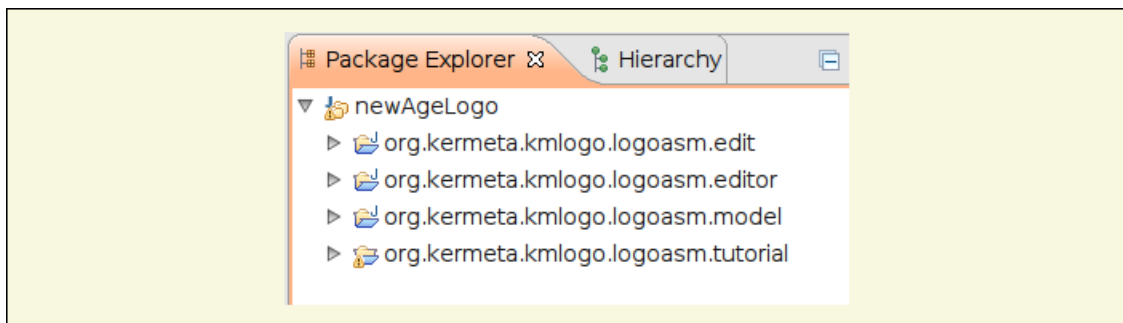 Package Explorer Hierarchy
newAgeLogo
org.kermeta.kmlogo.logoasm.edit
org.kermeta.kmlogo.logoasm.editor
org.kermeta.kmlogo.logoasm.model
org.kermeta.kmlogo.logoasm.tutorial